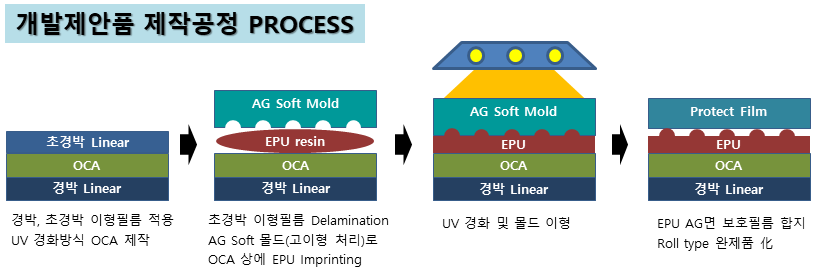 개발제안품 제작공정 PROCESS
초경박 Linear
OCA
경박 Linear
경박, 초경박 이형필름 적용
UV 경화방식 OCA 제작
AG Soft Mold
EPU resin
OCA
경박 Linear
초경박 이형필름 Delamination
AG Soft 몰드(고이형 처리)로
OCA 상에 EPU Imprinting
AG Soft Mold
EPU
OCA
경박 Linear
UV 경화 및 몰드 이형
Protect Film
EPU
OCA
경박 Linear
EPU AG면 보호필름 합지
Roll type 완제품 化